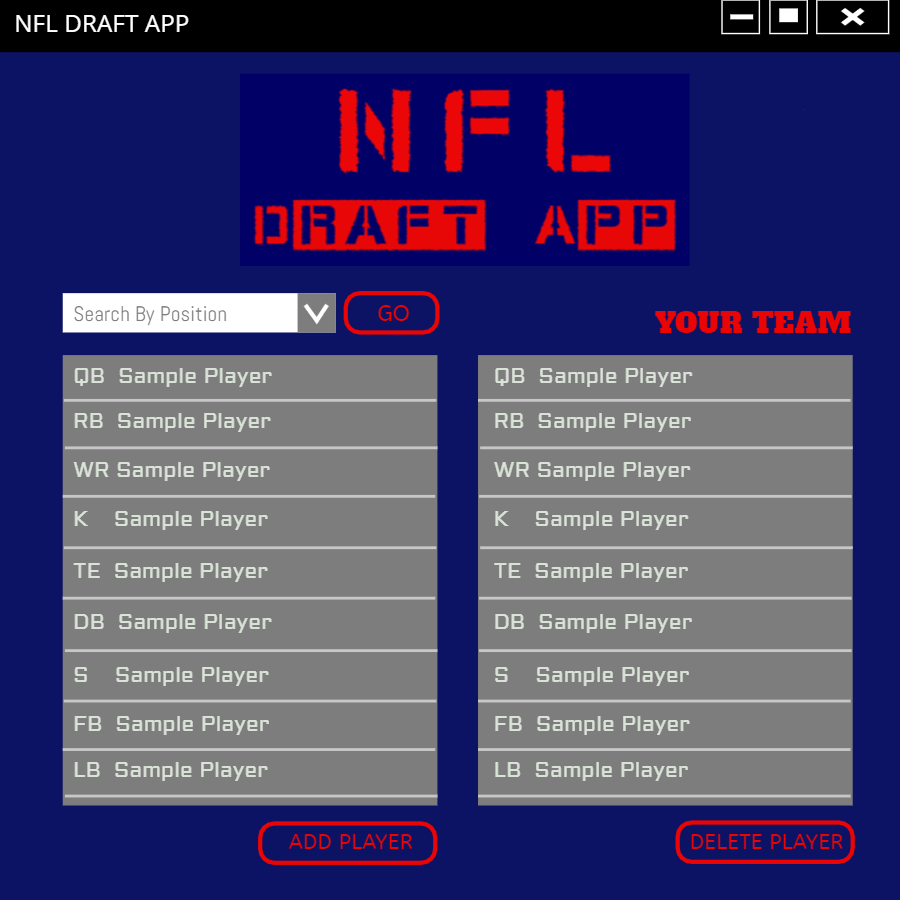 NFL DRAFT APP
NFL
DRAFT APP
Search By Position
GO
YOUR TEAM
QB Sample Player
RB Sample Player
WR Sample Player
K Sample Player
TE Sample Player
DB Sample Player
S Sample Player
FB Sample Player
LB Sample Player
QB Sample Player
RB Sample Player
WR Sample Player
K Sample Player
TE Sample Player
DB Sample Player
S Sample Player
FB Sample Player
LB Sample Player
ADD PLAYER
DELETE PLAYER